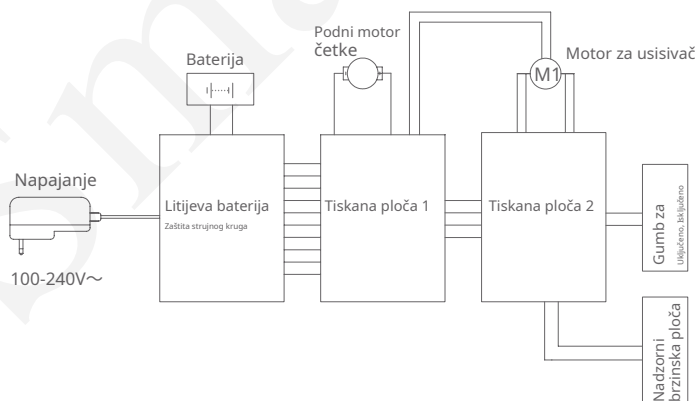 Podni motor
četke
Motor za usisivač
Baterija
M1
Napajanje
Litijeva baterija
Zaštita strujnog kruga
Tiskana ploča 1
Tiskana ploča 2
Gumb za
Uključeno, Isključeno
100-240V～
Nadzorni
brzinska ploča